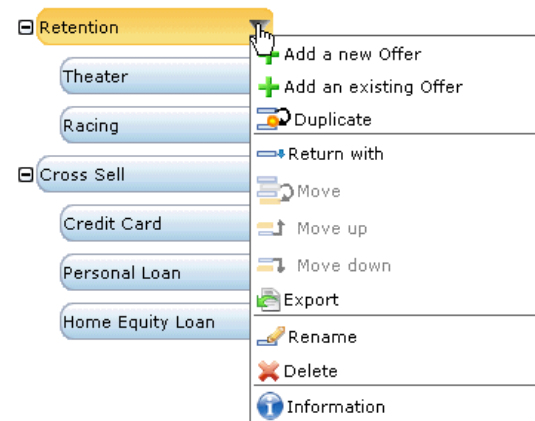 Retention
Theater
Racing
Cross Sell
Credit Card
Personal Loan
Home Equity Loan
Add a new Offer
Add an existing Offer
Duplicate
Return with
Move
Move up
Move down
Export
Rename
Delete
Information